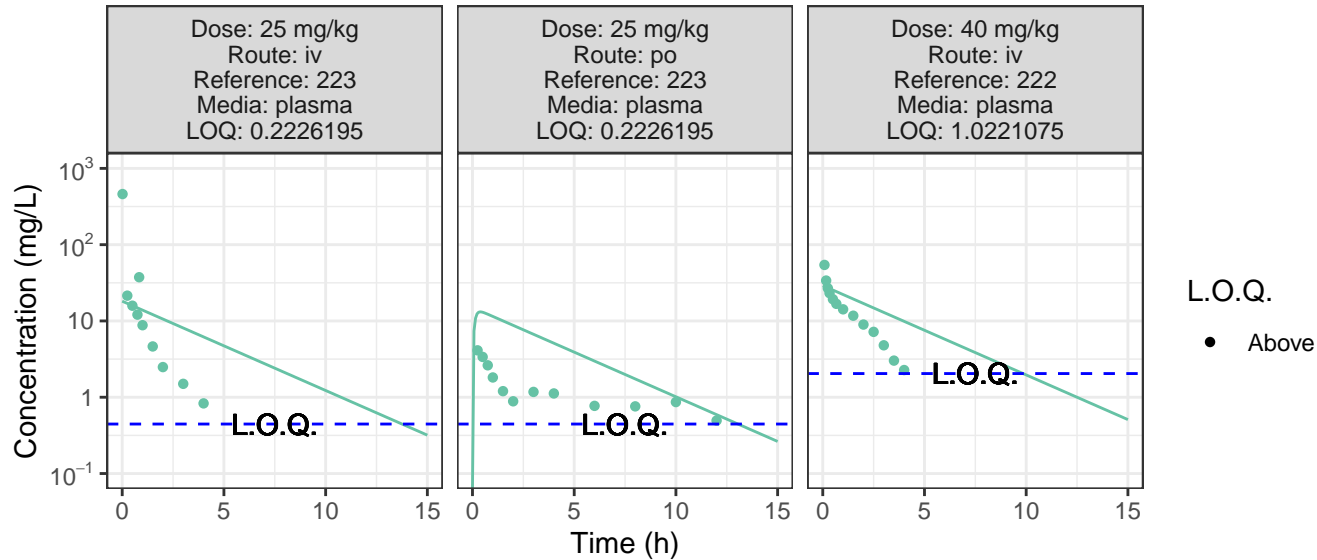 Dose: 25 mg/kg
Route: iv
Reference: 223
Media: plasma
LOQ: 0.2226195
Dose: 25 mg/kg
Route: po
Reference: 223
Media: plasma
LOQ: 0.2226195
Dose: 40 mg/kg
Route: iv
Reference: 222
Media: plasma
LOQ: 1.0221075
Concentration (mg/L)
10³
10²
10
1
10⁻¹
L.O.Q.
L.O.Q.
L.O.Q.
0 5 10 15
0 5 10 15
0 5 10 15
Time (h)
L.O.Q.
Above